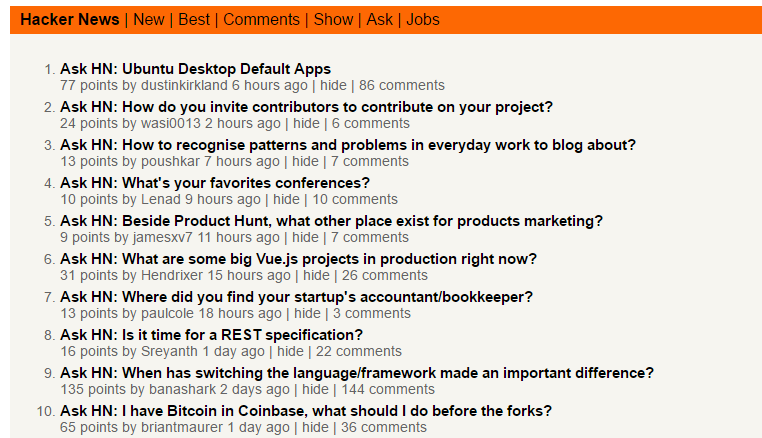 Hacker News | New | Best | Comments | Show | Ask | Jobs
1. Ask HN: Ubuntu Desktop Default Apps
77 points by dustinkirkland 6 hours ago | hide | 86 comments
2. Ask HN: How do you invite contributors to contribute on your project?
24 points by wasi0013 2 hours ago | hide | 6 comments
3. Ask HN: How to recognise patterns and problems in everyday work to blog about?
13 points by poushkar 7 hours ago | hide | 7 comments
4. Ask HN: What's your favorites conferences?
10 points by Lenad 9 hours ago | hide | 10 comments
5. Ask HN: Beside Product Hunt, what other place exist for products marketing?
9 points by jamesxv7 11 hours ago | hide | 7 comments
6. Ask HN: What are some big Vue.js projects in production right now?
31 points by Hendrixer 15 hours ago | hide | 26 comments
7. Ask HN: Where did you find your startup's accountant/bookkeeper?
13 points by paulcole 18 hours ago | hide | 3 comments
8. Ask HN: Is it time for a REST specification?
16 points by Sreyanth 1 day ago | hide | 22 comments
9. Ask HN: When has switching the language/framework made an important difference?
135 points by banashark 2 days ago | hide | 144 comments
10. Ask HN: I have Bitcoin in Coinbase, what should I do before the forks?
65 points by briantmaurer 1 day ago | hide | 36 comments